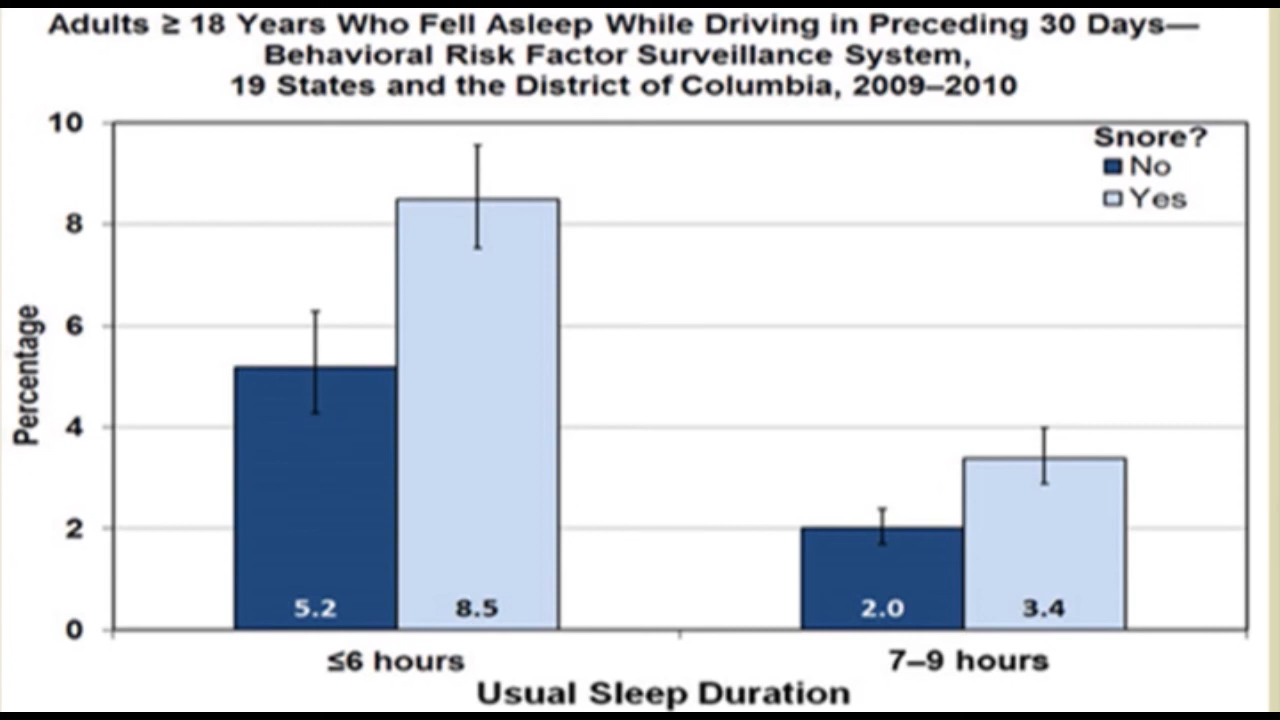 Adults ≥ 18 Years Who Fell Asleep While Driving in Preceding 30 Days—
Behavioral Risk Factor Surveillance System,
19 States and the District of Columbia, 2009–2010
Percentage
10
8
6
4
2
0
Snore?
No
Yes
5.2
8.5
2.0
3.4
≤6 hours
7–9 hours
Usual Sleep Duration